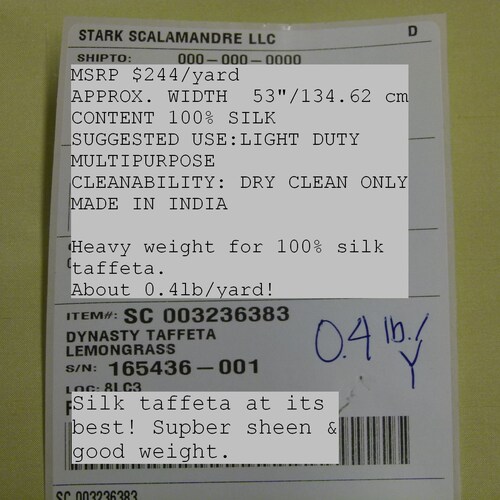 STARK SCALAMANDRE LLC
D
SHIPTO: 000-000-0000
MSRP $244/yard
APPROX. WIDTH 53"/134.62 cm
CONTENT 100% SILK
SUGGESTED USE:LIGHT DUTY
MULTIPURPOSE
CLEANABILITY: DRY CLEAN ONLY
MADE IN INDIA
Heavy weight for 100% silk
taffeta.
About 0.4lb/yard!
ITEM#: SC 003236383
DYNASTY TAFFETA
LEMONGRASS
0.4 lb./Y
S/N: 165436-001
LOC: 8LC3
Silk taffeta at its
best! Supber sheen &
good weight.
SC 003236383